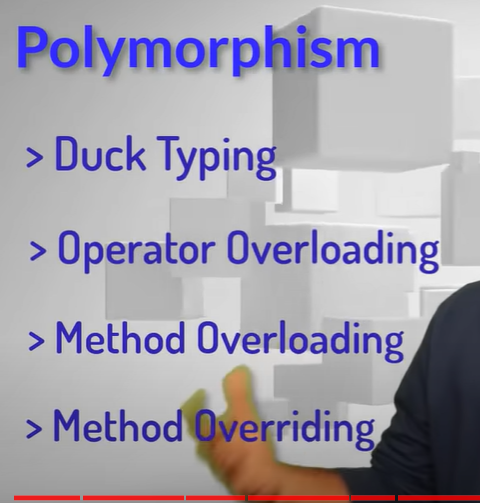 Polymorphism
> Duck Typing
> Operator Overloading
> Method Overloading
> Method Overriding